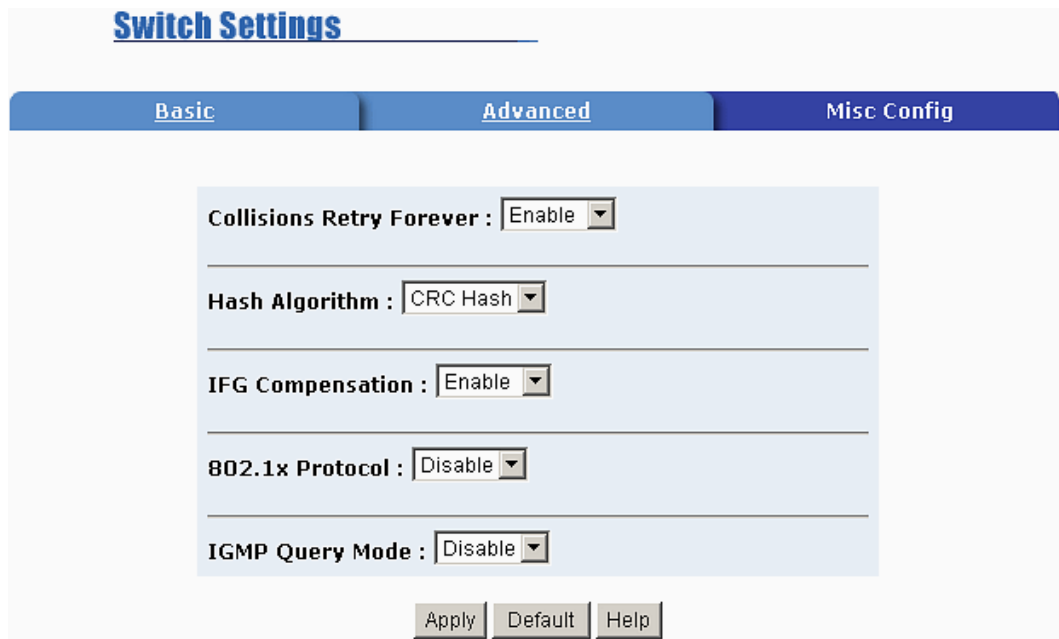 Switch Settings
Basic Advanced Misc Config
Collisions Retry Forever : Enable
Hash Algorithm : CRC Hash
IFG Compensation : Enable
802.1x Protocol : Disable
IGMP Query Mode : Disable
Apply Default Help